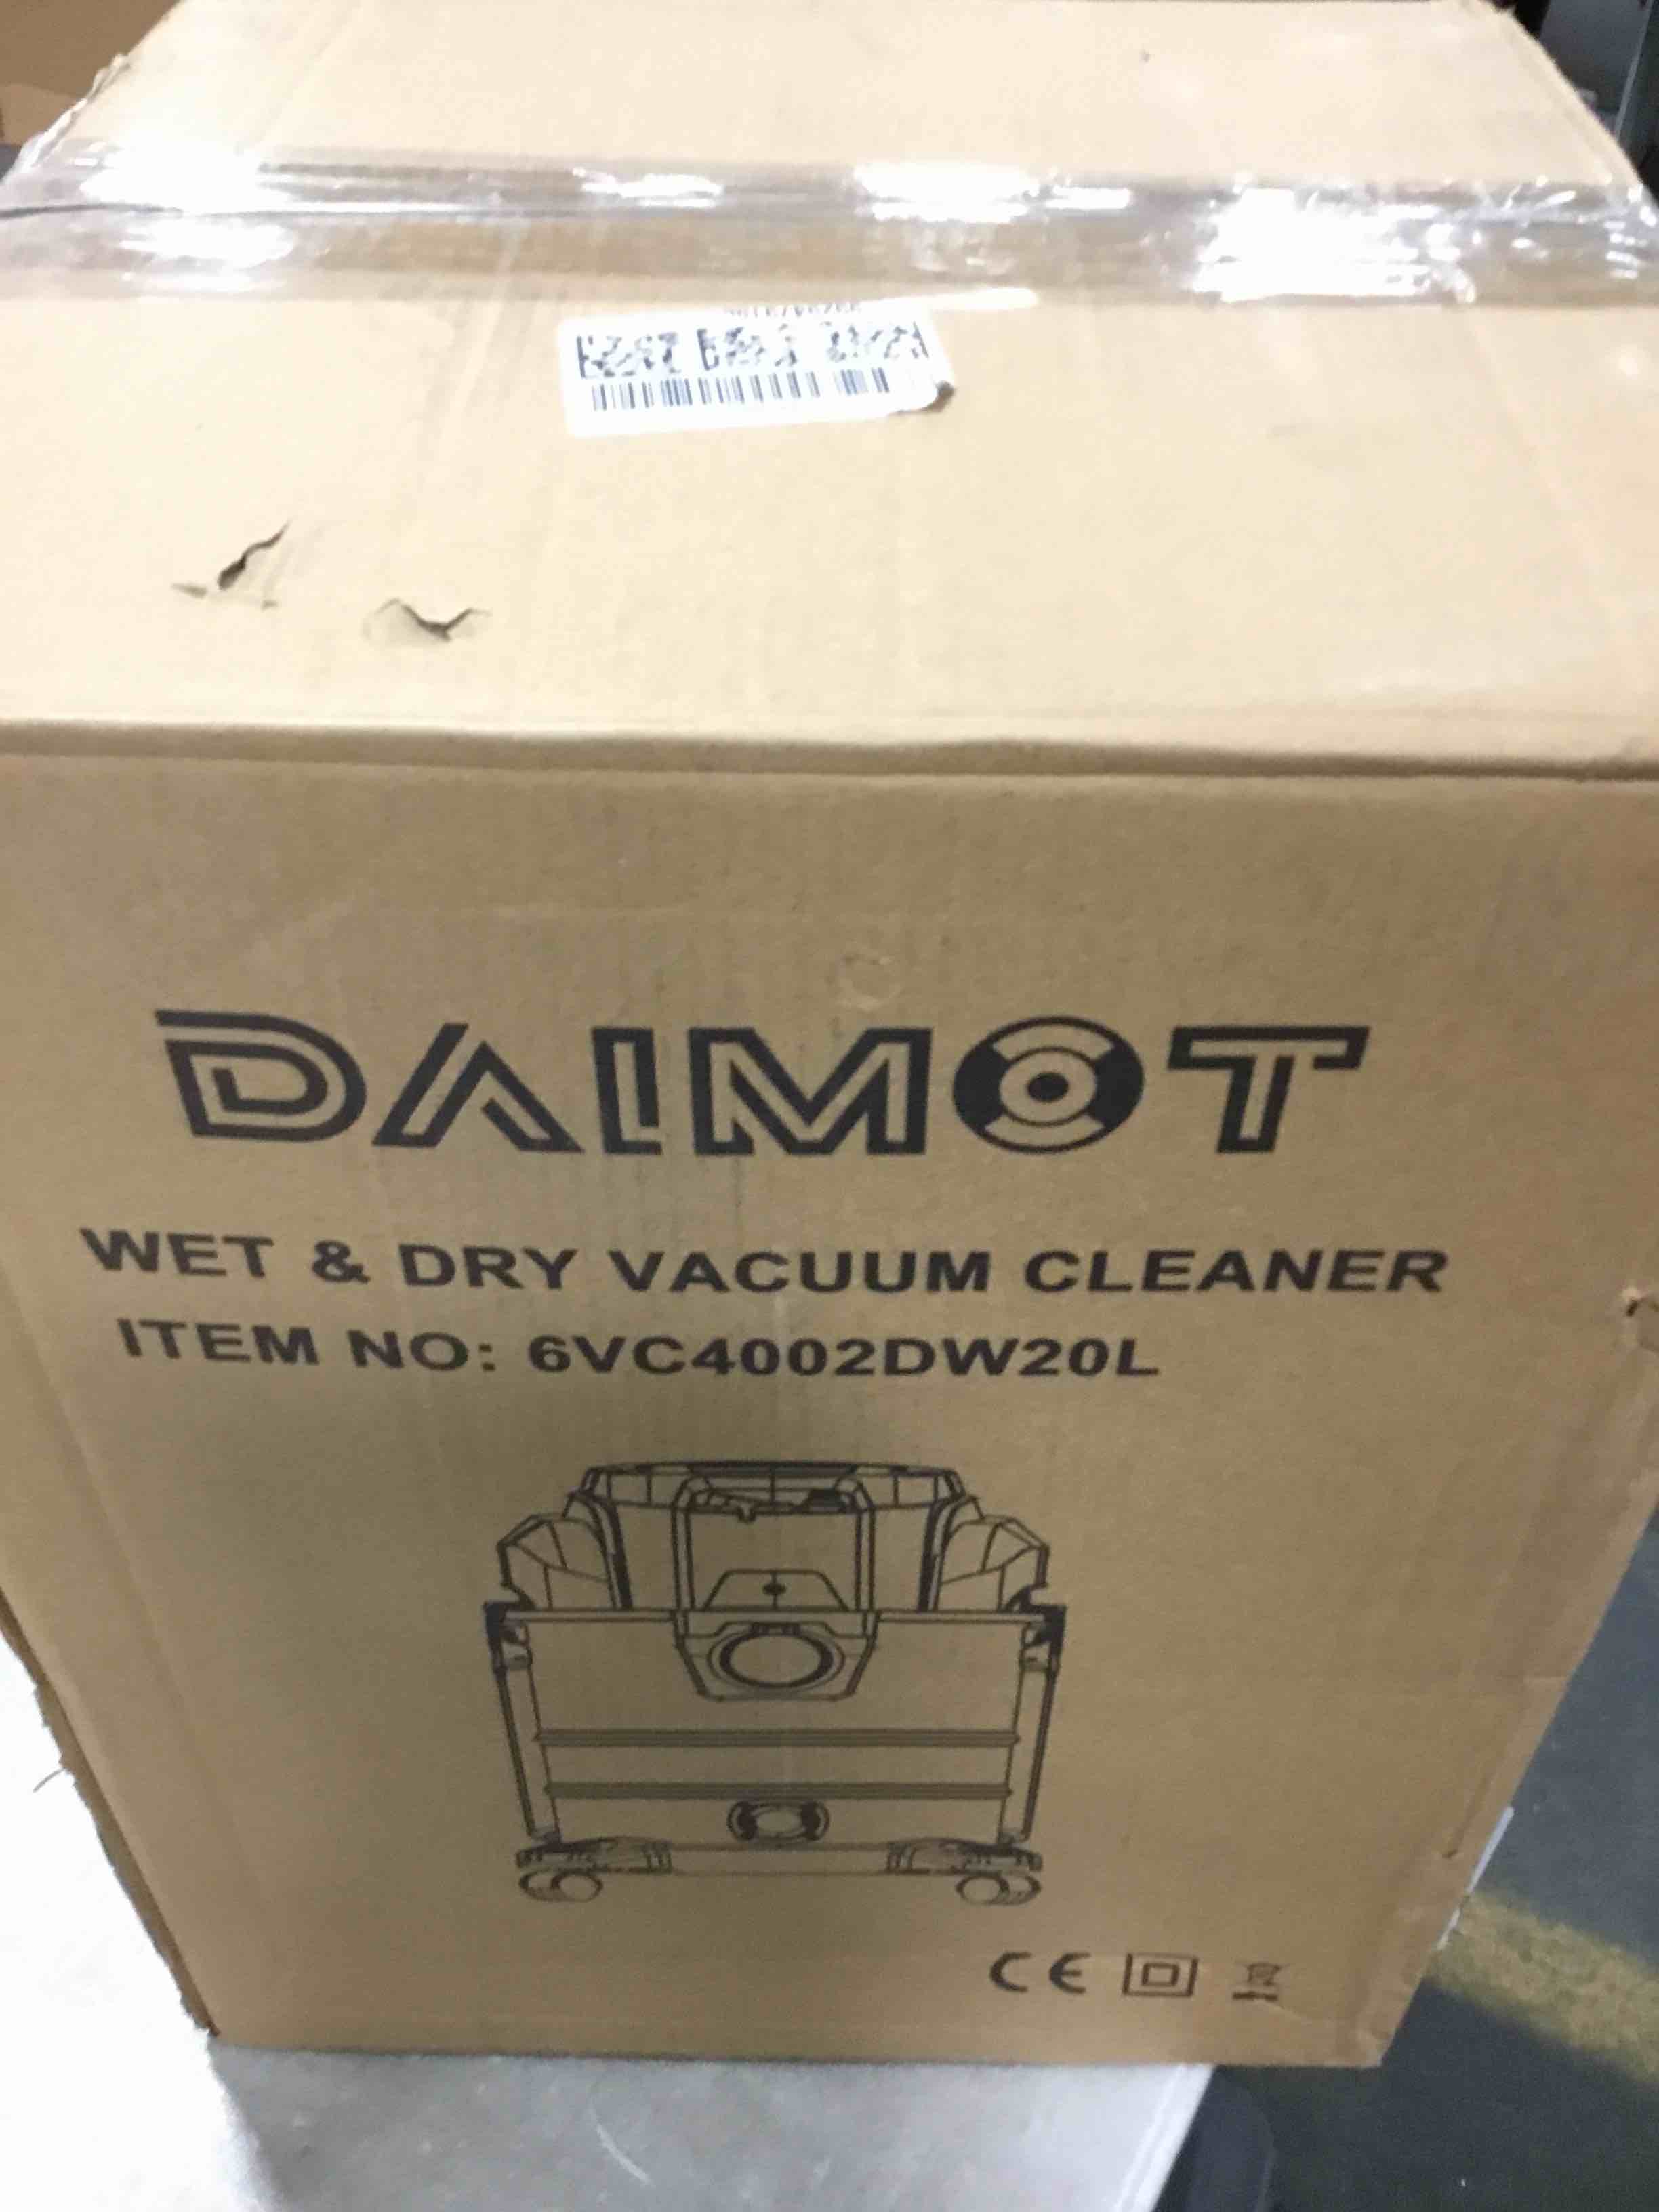 DAIMOT
WET & DRY VACUUM CLEANER
ITEM NO: 6VC4002DW20L
CE